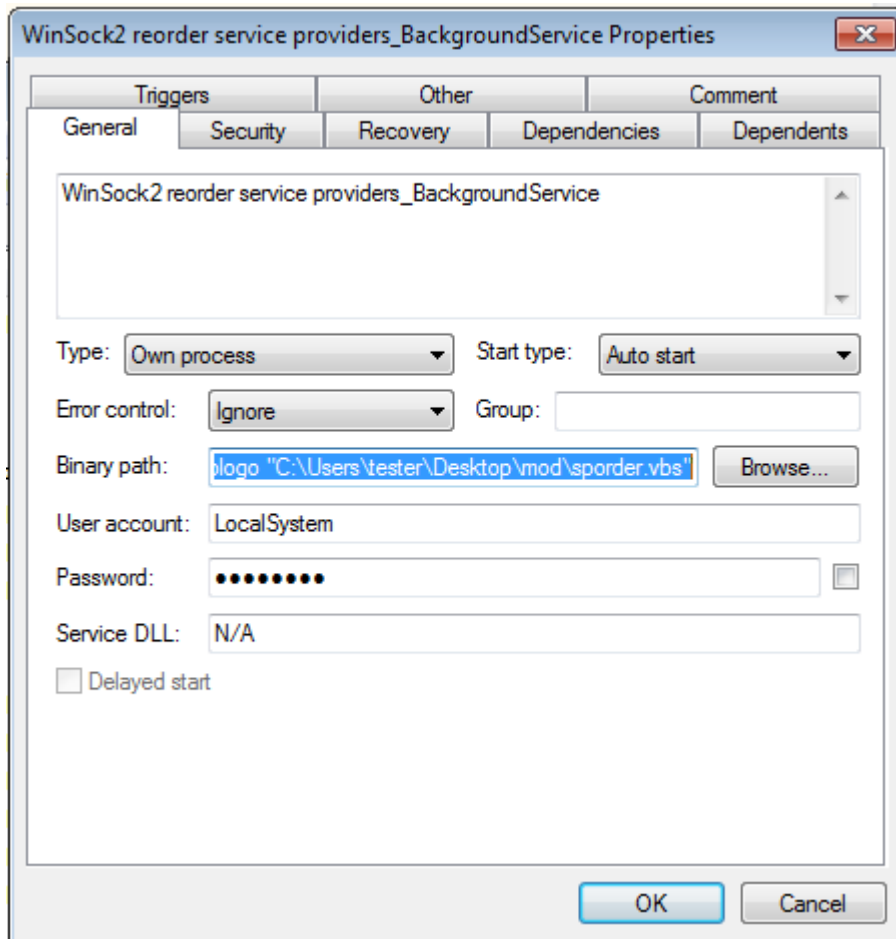 WinSock2 reorder service providers_BackgroundService Properties
Triggers Other Comment
General Security Recovery Dependencies Dependents
WinSock2 reorder service providers_BackgroundService
Type: Own process Start type: Auto start
Error control: Ignore Group:
Binary path: ologo "C:\Users\tester\Desktop\mod\sporder.vbs" Browse...
User account: LocalSystem
Password: ●●●●●●●●
Service DLL: N/A
Delayed start
OK Cancel